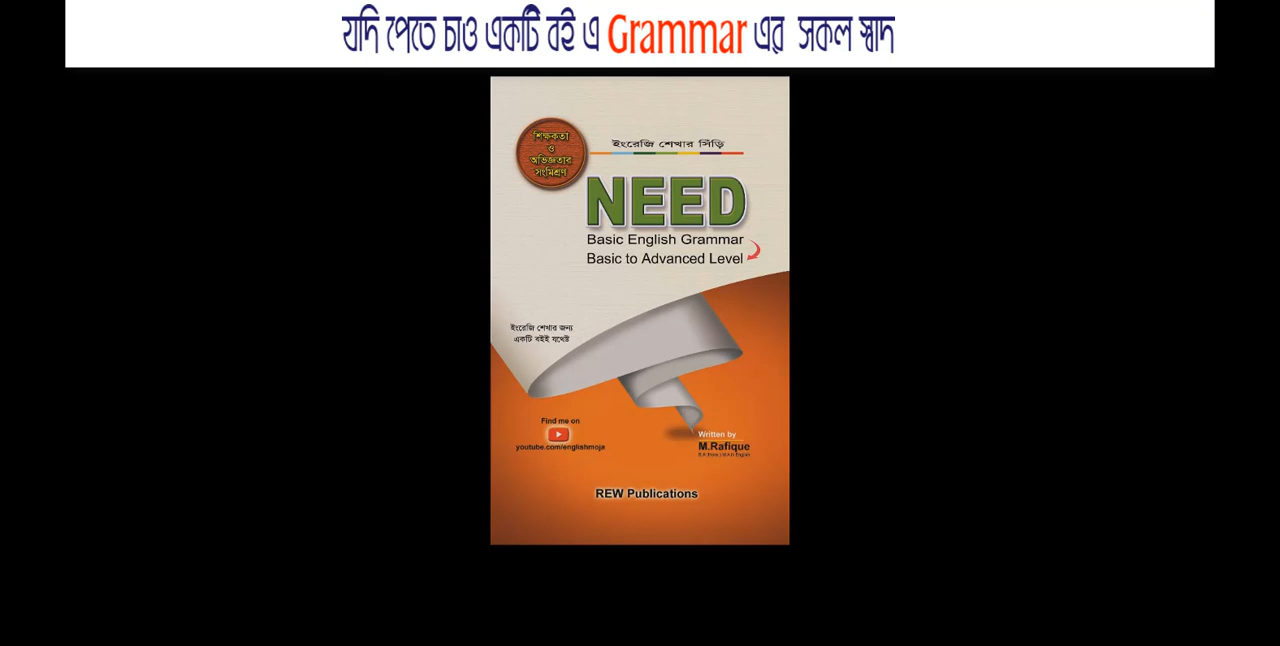 যদি পেতে চাও একটি বই এ Grammar এর সকল স্বাদ
শিক্ষকতা
ও
অভিজ্ঞতার
সংমিশ্রণ
ইংরেজি শেখার সিঁড়ি
NEED
Basic English Grammar
Basic to Advanced Level
ইংরেজি শেখার জন্য
একটি বইই যথেষ্ট
Find me on
youtube.com/englishmoja
Written by
M.Rafique
REW Publications